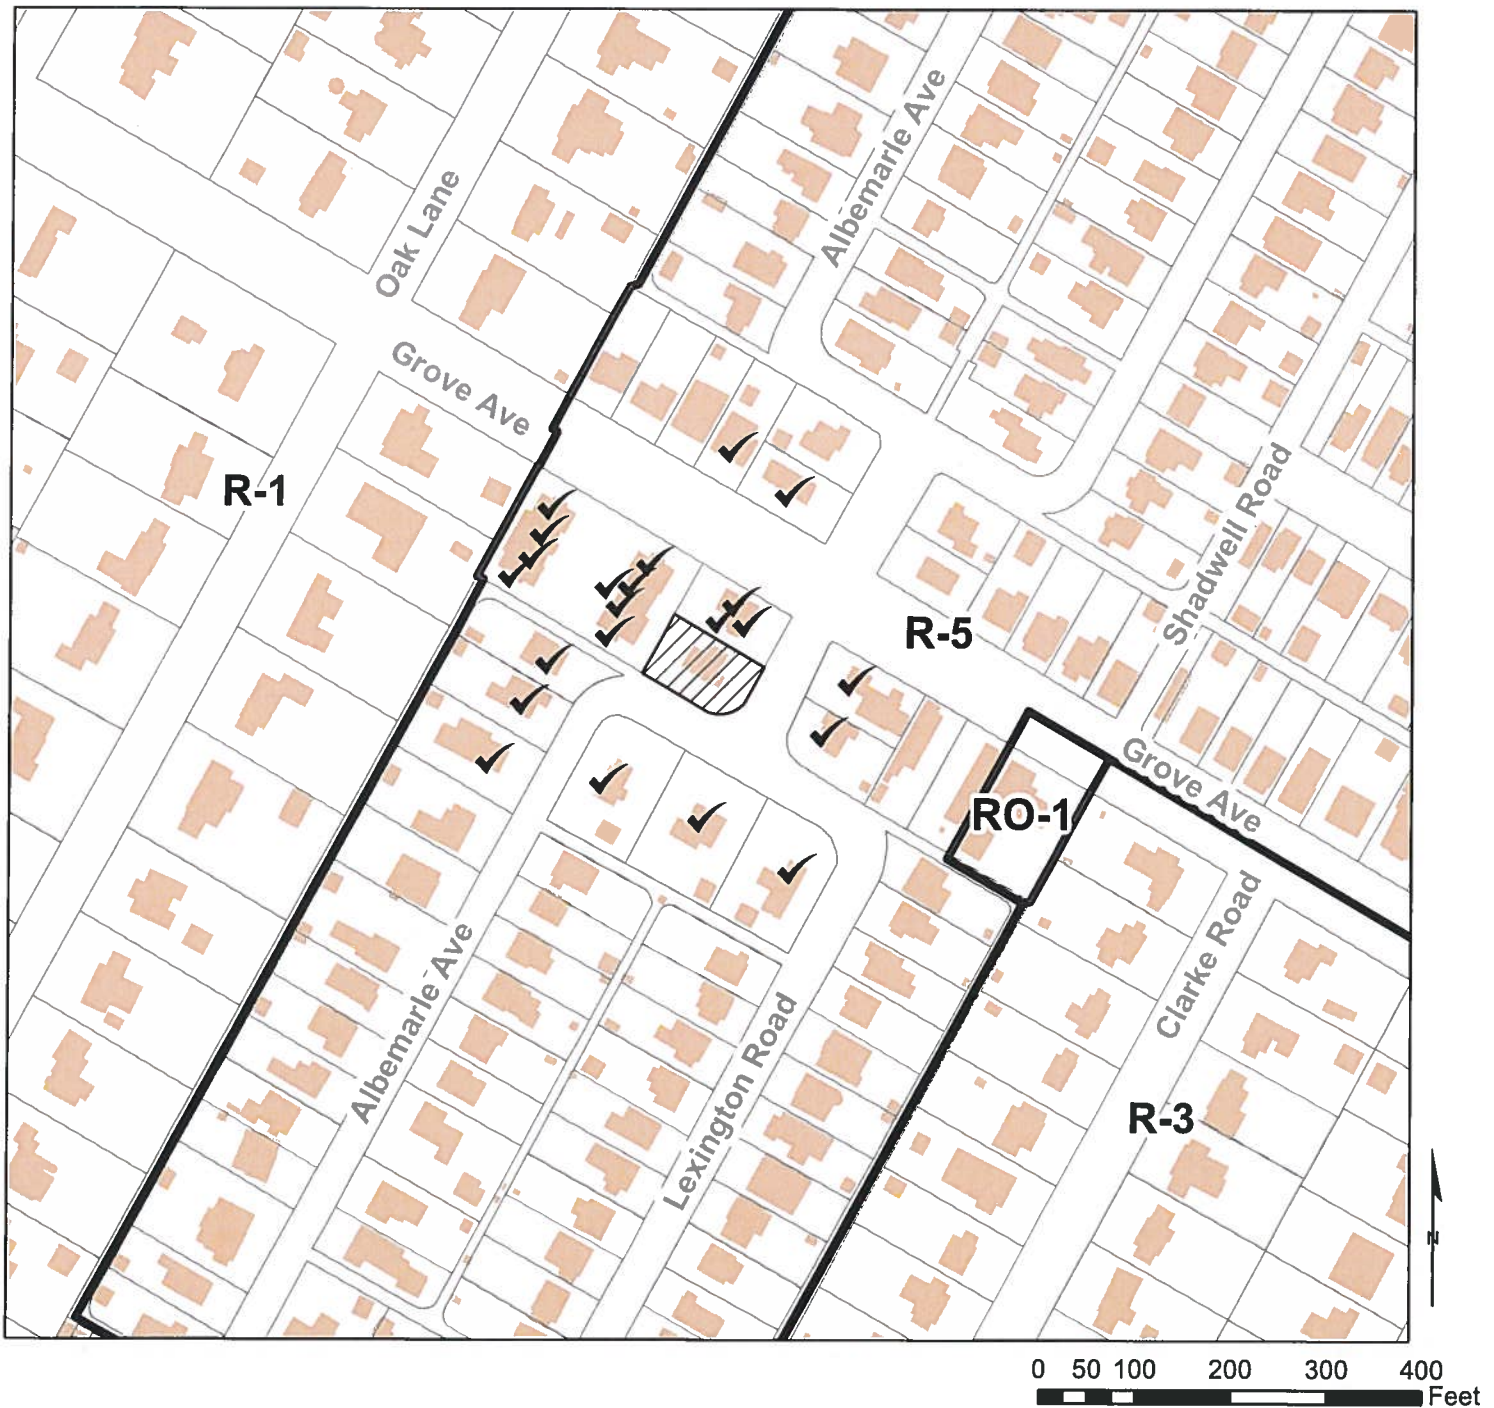 Albemarle Ave
Oak Lane
Grove Ave
R-1
Shadwell Road
R-5
Grove Ave
RO-1
Clarke Road
Albemarle Ave
Lexington Road
R-3
N
0 50 100 200 300 400
Feet